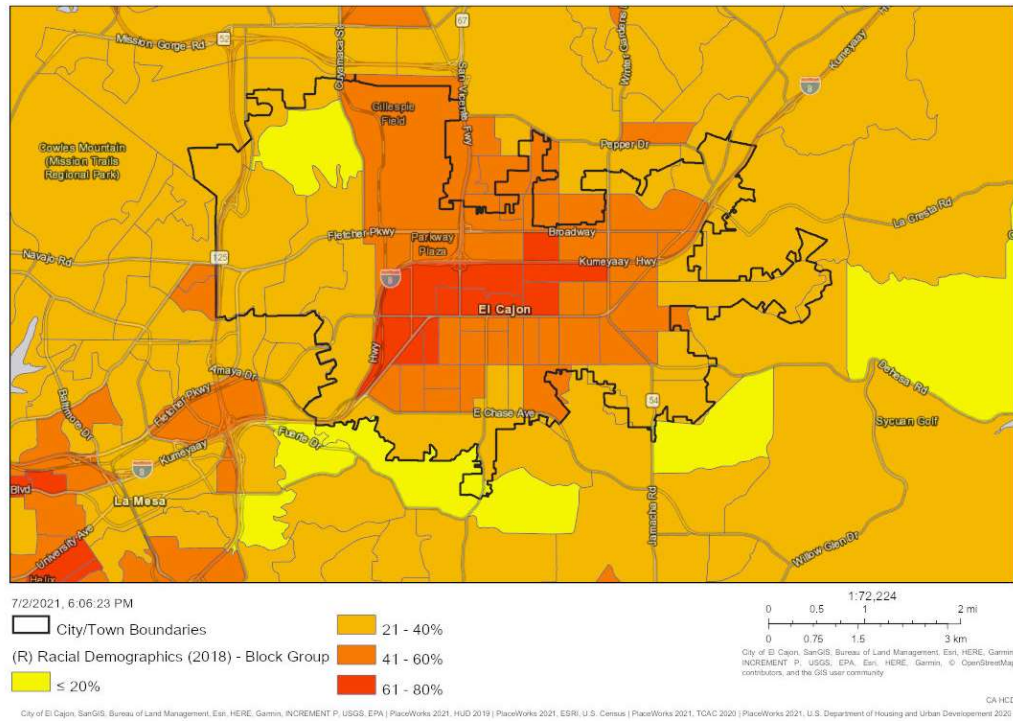 Mission Gorge Rd
52
Cuyamaca St
67
San Vicente Fwy
Winter Gardens
Kumeyaay
8
Gillespie
Field
Cowles Mountain
(Mission Trails
Regional Park)
Pepper Dr
La Cresta Rd
Fletcher Pkwy
Parkway
Plaza
Broadway
Navajo Rd
125
Kumeyaay Hwy
8
El Cajon
Hwy
Amaya Dr
Fletcher Pkwy
Baltimore Dr
E Chase Ave
54
Dehesa Rd
Sycuan Golf
Kumeyaay
Fuerte Dr
8
Blvd
La Mesa
University Ave
Jamacha Rd
Willow Glen Dr
Helix
7/2/2021, 6:06:23 PM
City/Town Boundaries
(R) Racial Demographics (2018) - Block Group
≤ 20%
21 - 40%
41 - 60%
61 - 80%
1:72,224
0 0.5 1 2 mi
0 0.75 1.5 3 km
City of El Cajon, SanGIS, Bureau of Land Management, Esri, HERE, Garmin,
INCREMENT P, USGS, EPA, Esri, HERE, Garmin, © OpenStreetMap
contributors, and the GIS user community
CA HCD
City of El Cajon, SanGIS, Bureau of Land Management, Esri, HERE, Garmin, INCREMENT P, USGS, EPA | PlaceWorks 2021, HUD 2019 | PlaceWorks 2021, ESRI, U.S. Census | PlaceWorks 2021, TCAC 2020 | PlaceWorks 2021, U.S. Department of Housing and Urban Developement 2020